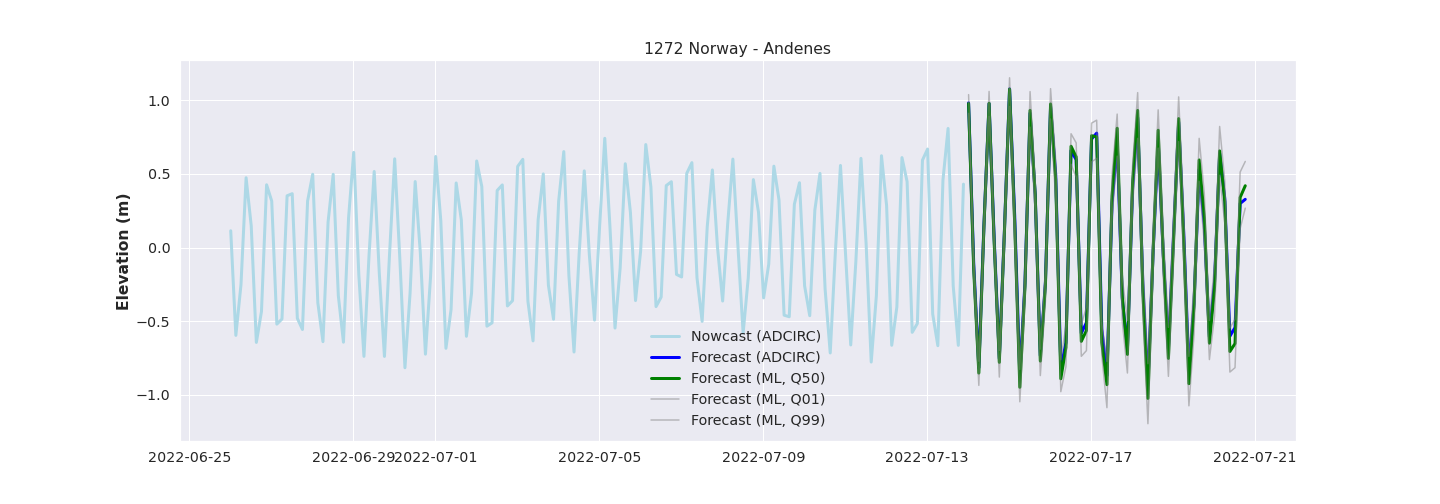 1272 Norway - Andenes
Elevation (m)
1.0
0.5
0.0
−0.5
−1.0
Nowcast (ADCIRC)
Forecast (ADCIRC)
Forecast (ML, Q50)
Forecast (ML, Q01)
Forecast (ML, Q99)
2022-06-25 2022-06-29 2022-07-01 2022-07-05 2022-07-09 2022-07-13 2022-07-17 2022-07-21